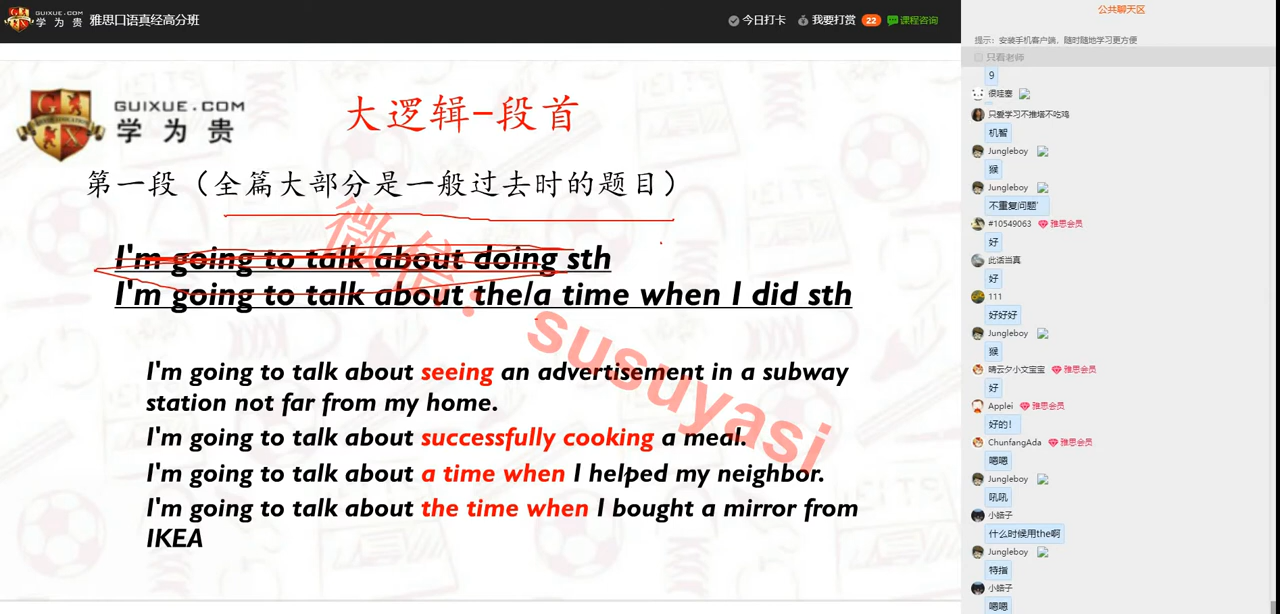 GUIXUE.COM
学为贵
雅思口语真经高分班
今日打卡
我要打赏
22
课程咨询
GUIXUE.COM
学为贵
大逻辑-段首
第一段（全篇大部分是一般过去时的题目）
I'm going to talk about doing sth
I'm going to talk about the/a time when I did sth
微信：susuyasi
I'm going to talk about seeing an advertisement in a subway
station not far from my home.
I'm going to talk about successfully cooking a meal.
I'm going to talk about a time when I helped my neighbor.
I'm going to talk about the time when I bought a mirror from
IKEA
公共聊天区
提示：安装手机客户端，随时随地学习更方便
只看老师
9
很哇塞
只爱学习不推塔不吃鸡
机智
Jungleboy
猴
Jungleboy
不重复问题
#10549063 雅思会员
好
此话当真
好
111
好好好
Jungleboy
猴
晴云夕小文宝宝 雅思会员
好
Applei 雅思会员
好的！
ChunfangAda 雅思会员
嗯嗯
Jungleboy
吼吼
小皓子
什么时候用the啊
Jungleboy
特指
小皓子
嗯嗯